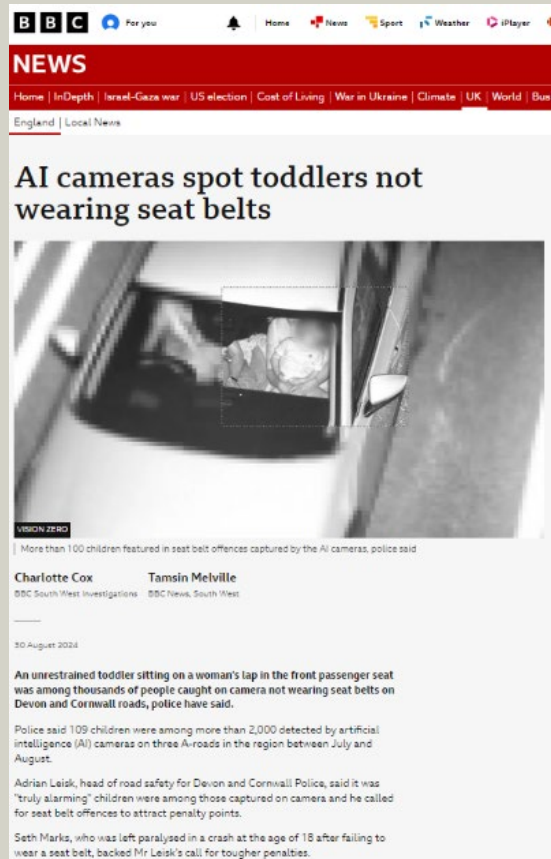 BBC For you Home News Sport Weather iPlayer
NEWS
Home | InDepth | Israel-Gaza war | US election | Cost of Living | War in Ukraine | Climate | UK | World | Bus
England | Local News
AI cameras spot toddlers not
wearing seat belts
VISION ZERO
More than 100 children featured in seat belt offences captured by the AI cameras, police said
Charlotte Cox Tamsin Melville
BBC South West Investigations BBC News, South West
30 August 2024
An unrestrained toddler sitting on a woman's lap in the front passenger seat
was among thousands of people caught on camera not wearing seat belts on
Devon and Cornwall roads, police have said.
Police said 109 children were among more than 2,000 detected by artificial
intelligence (AI) cameras on three A-roads in the region between July and
August.
Adrian Leisk, head of road safety for Devon and Cornwall Police, said it was
"truly alarming" children were among those captured on camera and he called
for seat belt offences to attract penalty points.
Seth Marks, who was left paralysed in a crash at the age of 18 after failing to
wear a seat belt, backed Mr Leisk's call for tougher penalties.